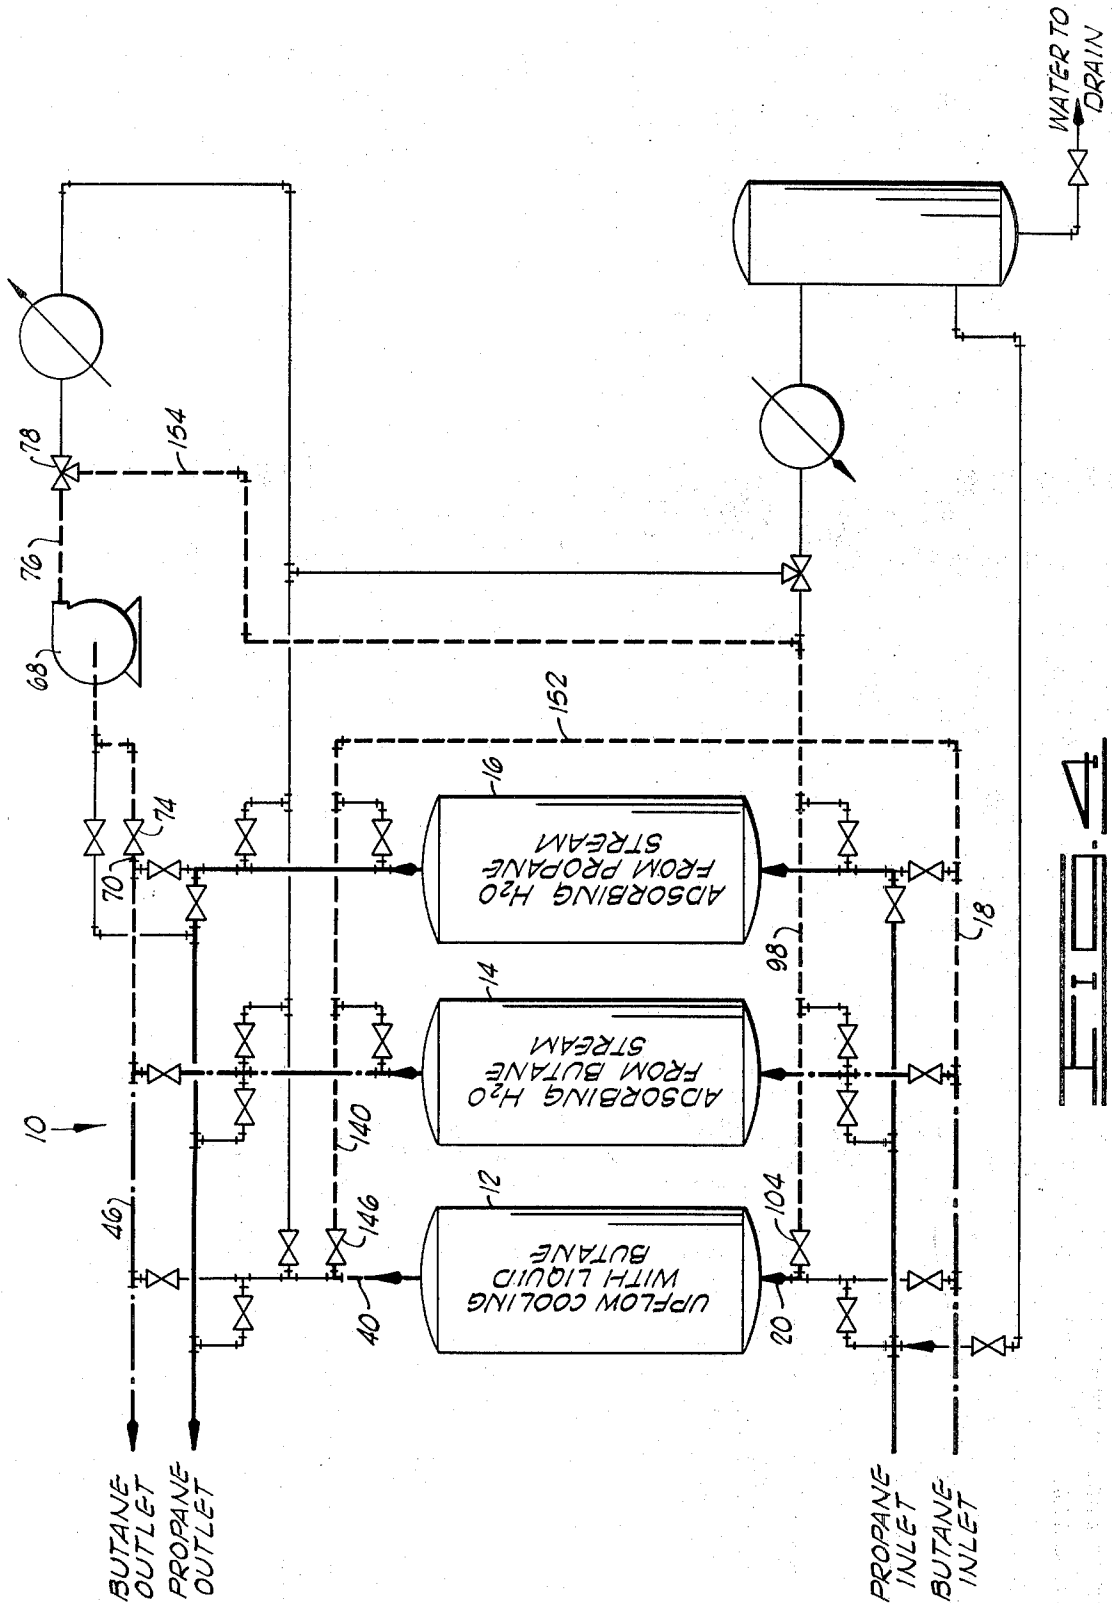 BUTANE
OUTLET
PROPANE
OUTLET
PROPANE
INLET
BUTANE
INLET
10
46
40
12
UPFLOW COOLING
WITH LIQUID
BUTANE
20
146
104
140
14
ADSORBING H₂O
FROM BUTANE
STREAM
98
16
ADSORBING H₂O
FROM PROPANE
STREAM
18
70
74
152
68
76
78
154
WATER TO
DRAIN
FIG. 4